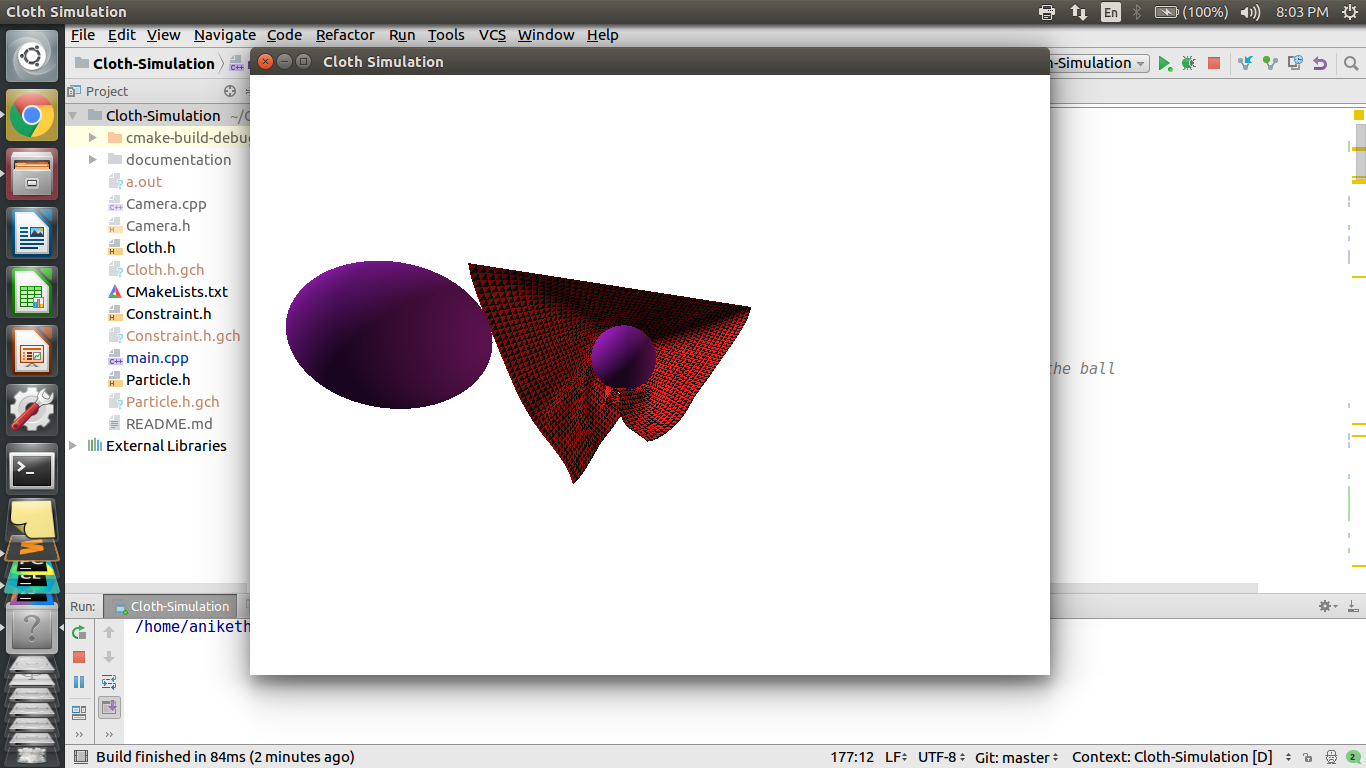 Cloth Simulation
En
(100%)
8:03 PM
File Edit View Navigate Code Refactor Run Tools VCS Window Help
Cloth-Simulation
Cloth Simulation
-Simulation
Project
Cloth-Simulation ~/
cmake-build-debug
documentation
a.out
Camera.cpp
Camera.h
Cloth.h
Cloth.h.gch
CMakeLists.txt
Constraint.h
Constraint.h.gch
main.cpp
Particle.h
Particle.h.gch
README.md
External Libraries
the ball
Run: Cloth-Simulation
/home/aniketh
Build finished in 84ms (2 minutes ago)
177:12 LF UTF-8 Git: master Context: Cloth-Simulation [D] 2